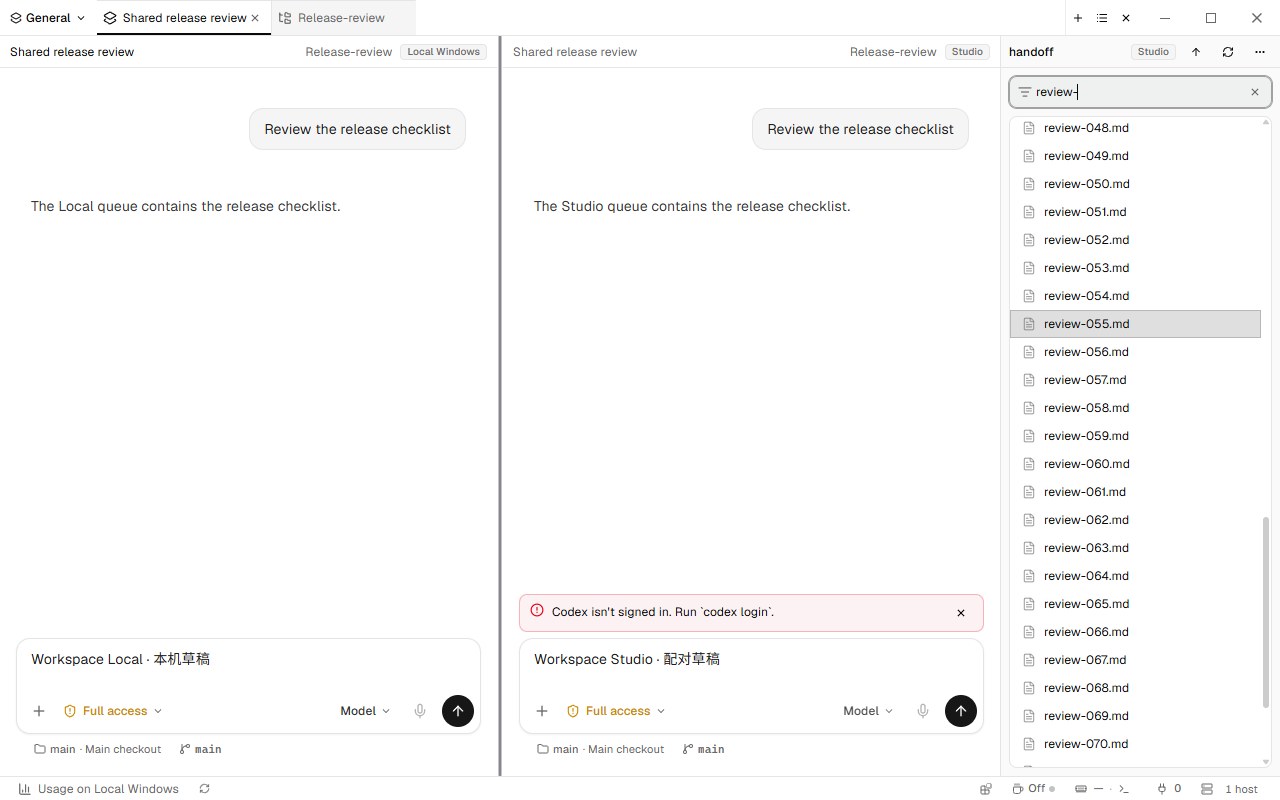 General
Shared release review
Release-review
Shared release review
Release-review
Local Windows
Shared release review
Release-review
Studio
handoff
Studio
Review the release checklist
The Local queue contains the release checklist.
Review the release checklist
The Studio queue contains the release checklist.
Codex isn't signed in. Run `codex login`.
Workspace Local · 本机草稿
Full access
Model
main · Main checkout
main
Workspace Studio · 配对草稿
Full access
Model
main · Main checkout
main
review-
review-048.md
review-049.md
review-050.md
review-051.md
review-052.md
review-053.md
review-054.md
review-055.md
review-056.md
review-057.md
review-058.md
review-059.md
review-060.md
review-061.md
review-062.md
review-063.md
review-064.md
review-065.md
review-066.md
review-067.md
review-068.md
review-069.md
review-070.md
Usage on Local Windows
Off
— ·
0
1 host